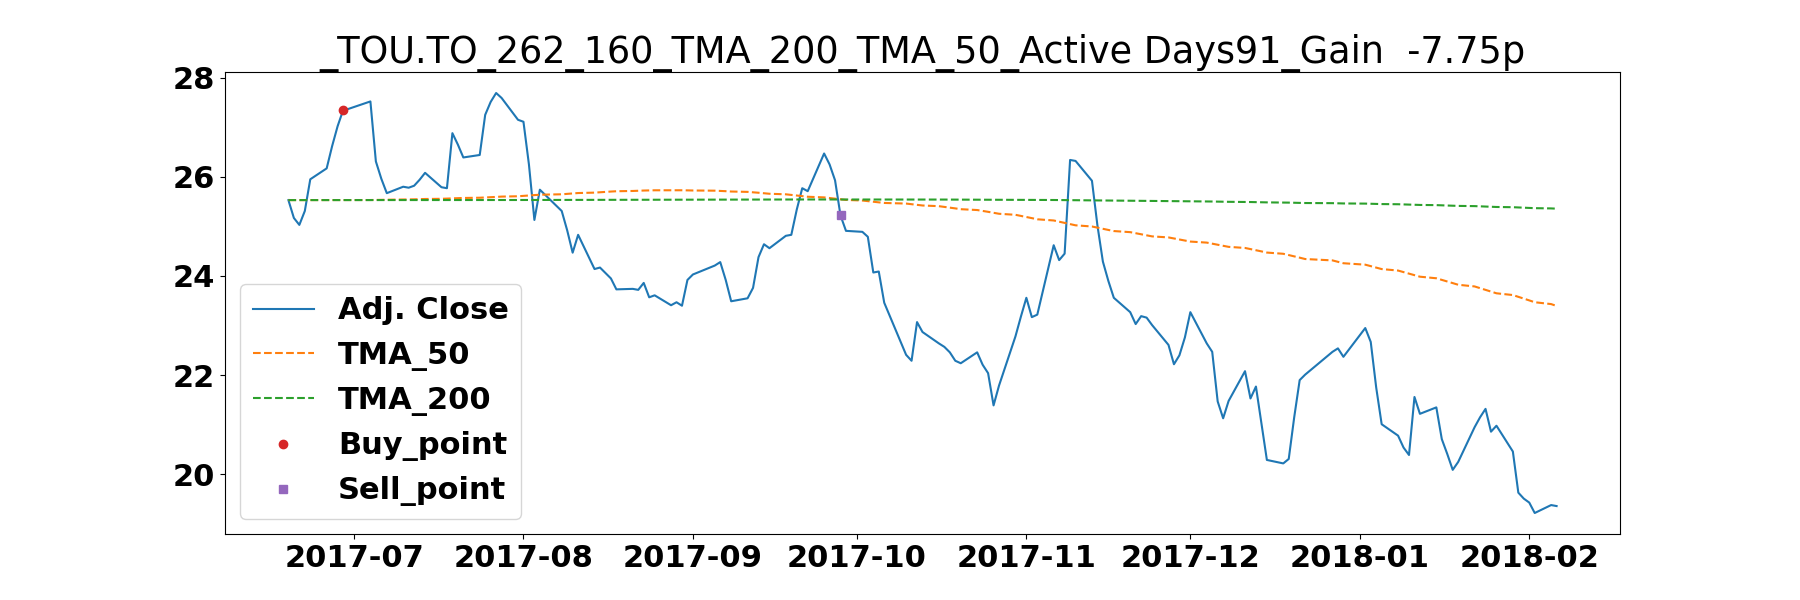 _TOU.TO_262_160_TMA_200_TMA_50_Active Days91_Gain  -7.75p
28
26
24
22
20
Adj. Close
TMA_50
TMA_200
Buy_point
Sell_point
2017-07 2017-08 2017-09 2017-10 2017-11 2017-12 2018-01 2018-02